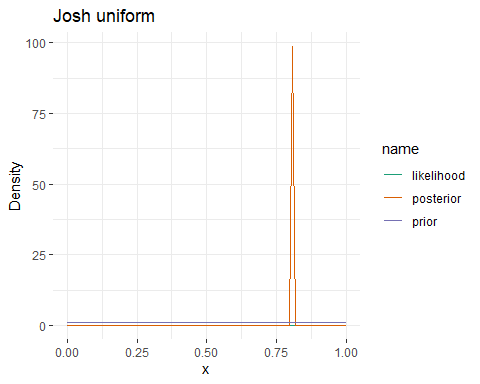 Josh uniform
Density
100
75
50
25
0
0.00 0.25 0.50 0.75 1.00
x
name
likelihood
posterior
prior